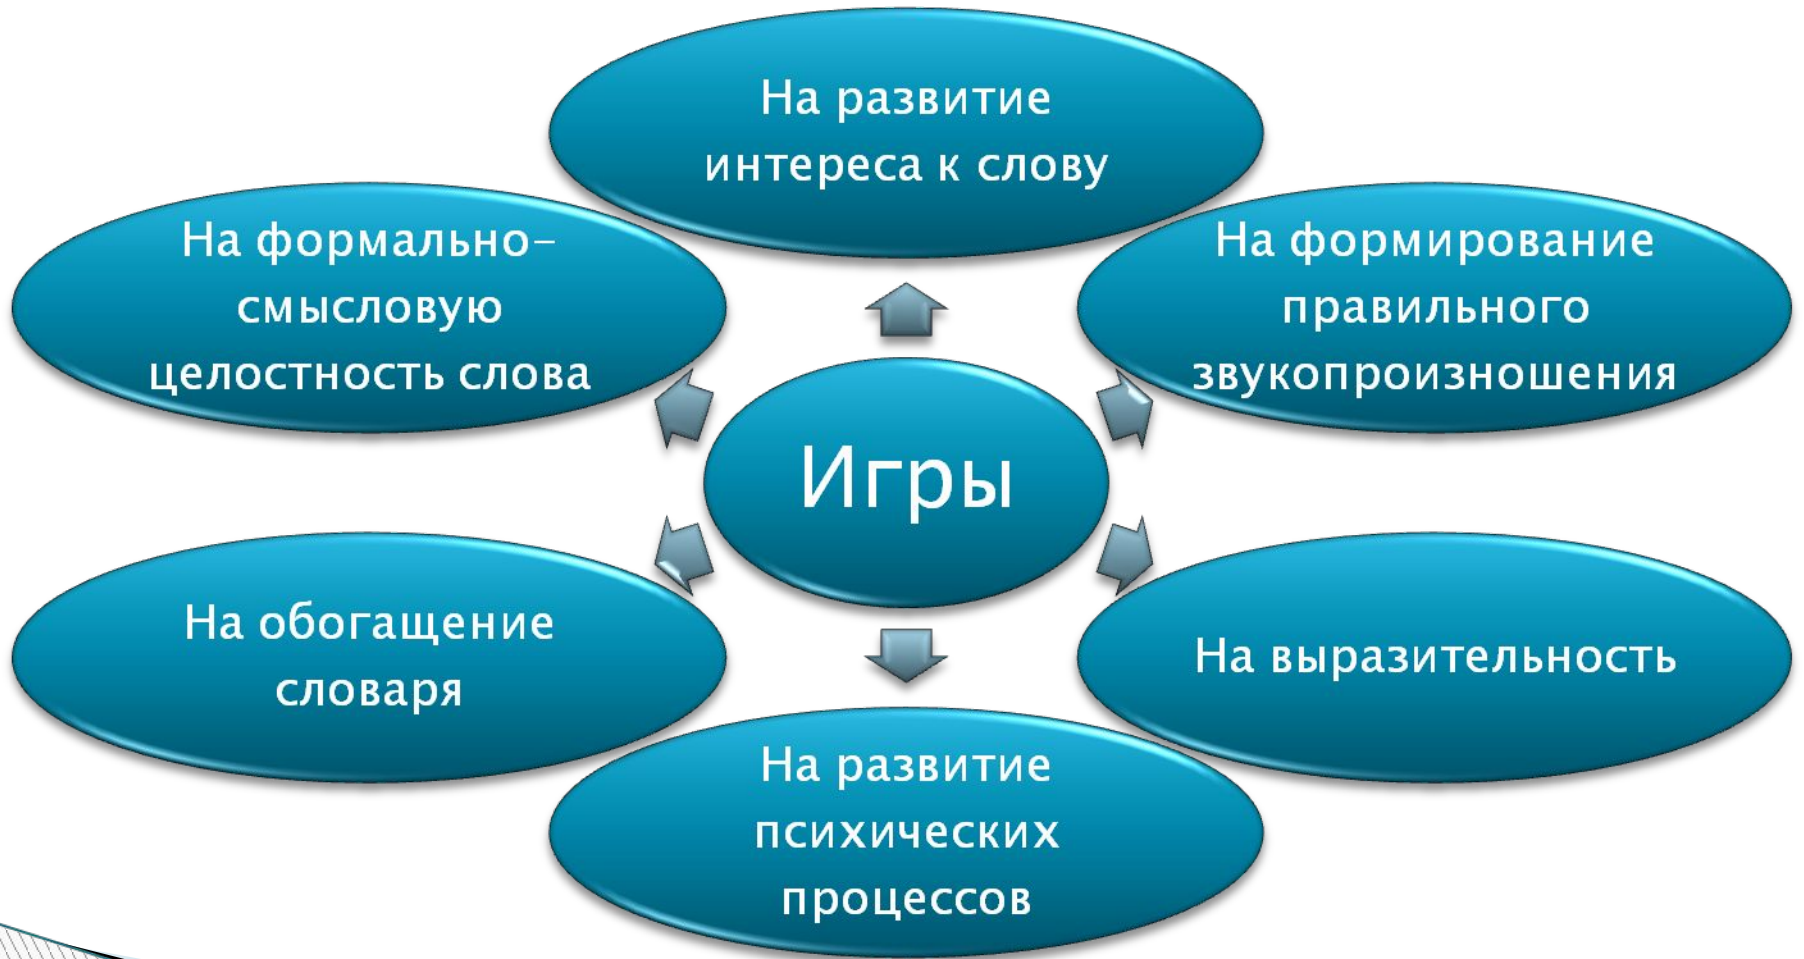 На развитие
интереса к слову
На формально-
смысловую
целостность слова
На формирование
правильного
звукопроизношения
Игры
На обогащение
словаря
На выразительность
На развитие
психических
процессов